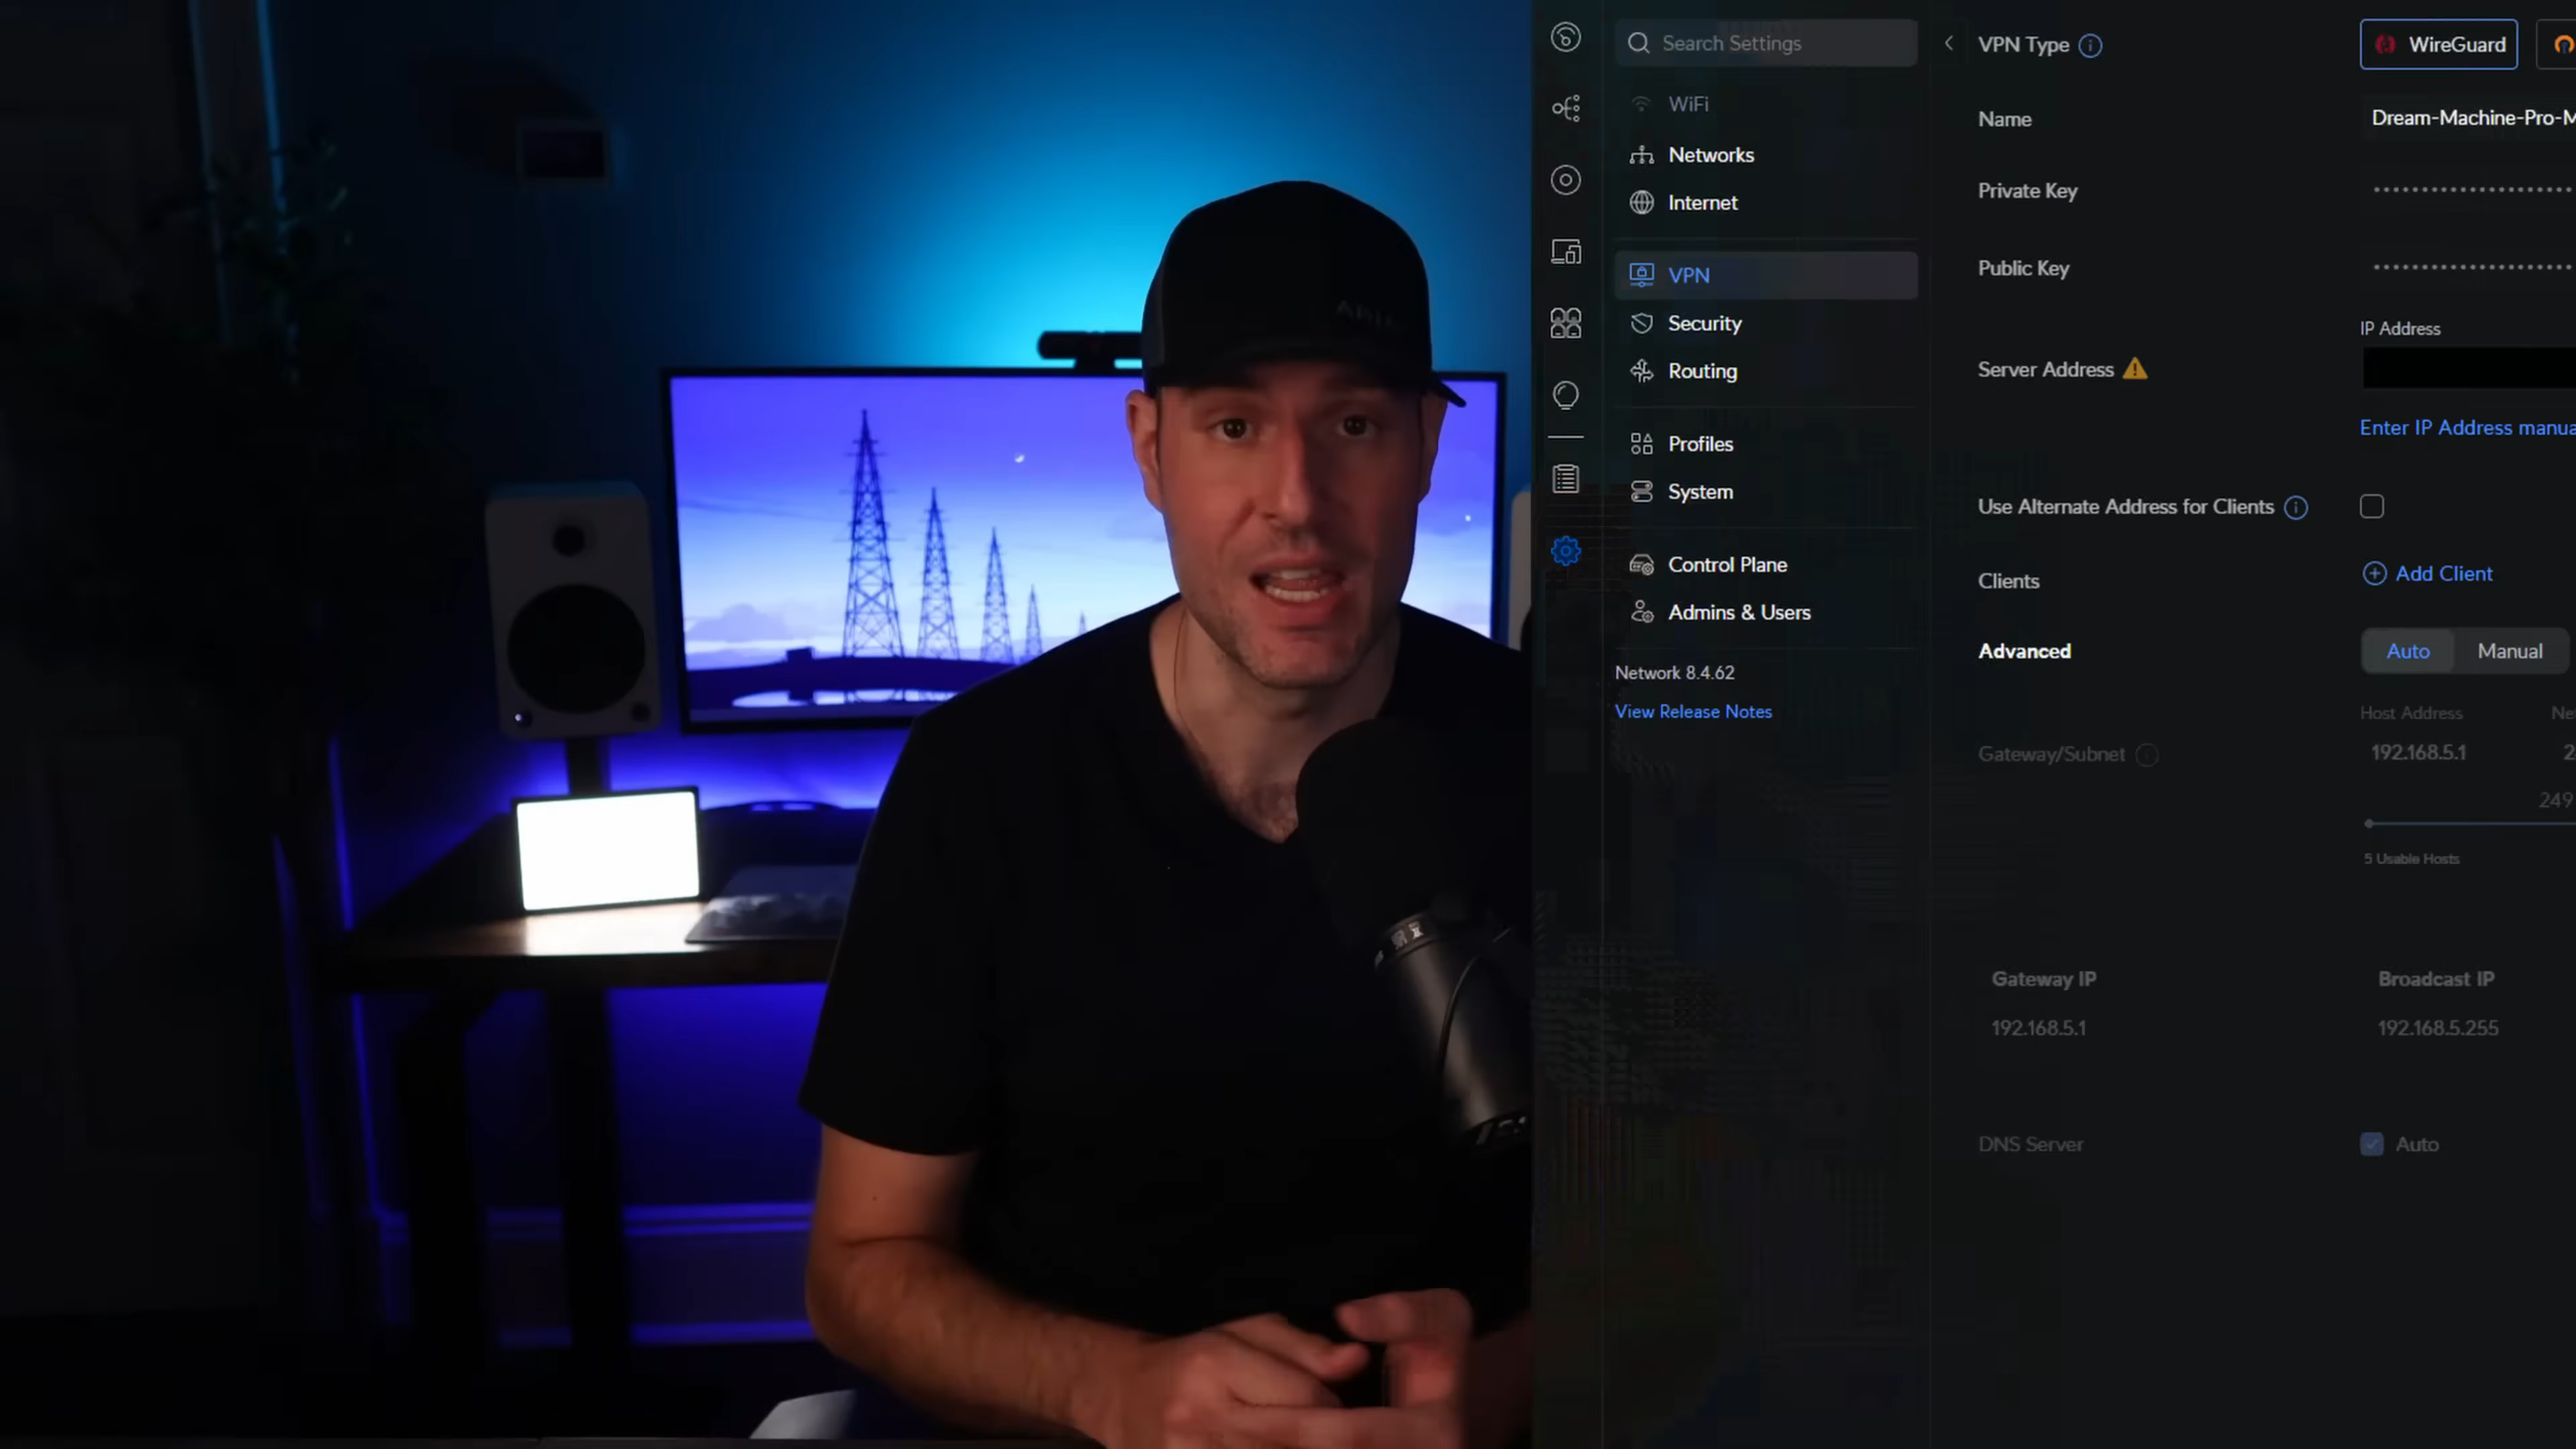 Search Settings
WiFi
Networks
Internet
VPN
Security
Routing
Profiles
System
Control Plane
Admins & Users
Network 8.4.62
View Release Notes
VPN Type
WireGuard
Name
Dream-Machine-Pro-M
Private Key
Public Key
IP Address
Server Address
Enter IP Address manua
Use Alternate Address for Clients
Clients
Add Client
Advanced
Auto Manual
Host Address
Ne
Gateway/Subnet
192.168.5.1
2
249
5 Usable Hosts
Gateway IP
Broadcast IP
192.168.5.1
192.168.5.255
DNS Server
Auto